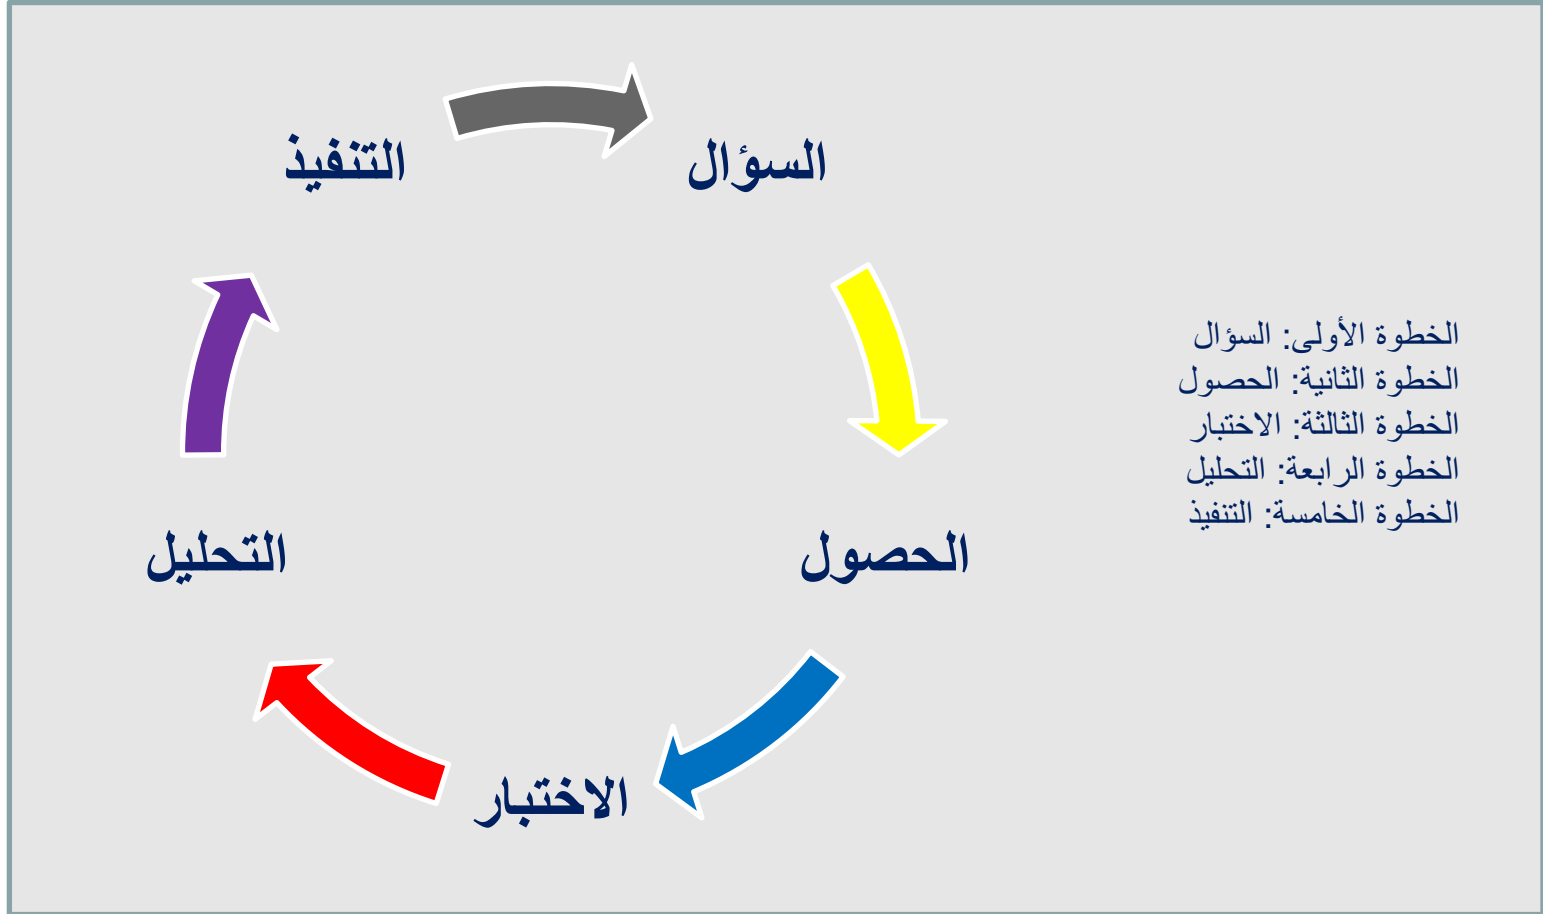 السؤال
التنفيذ
الحصول
التحليل
الاختبار
الخطوة الأولى: السؤال
الخطوة الثانية: الحصول
الخطوة الثالثة: الاختبار
الخطوة الرابعة: التحليل
الخطوة الخامسة: التنفيذ